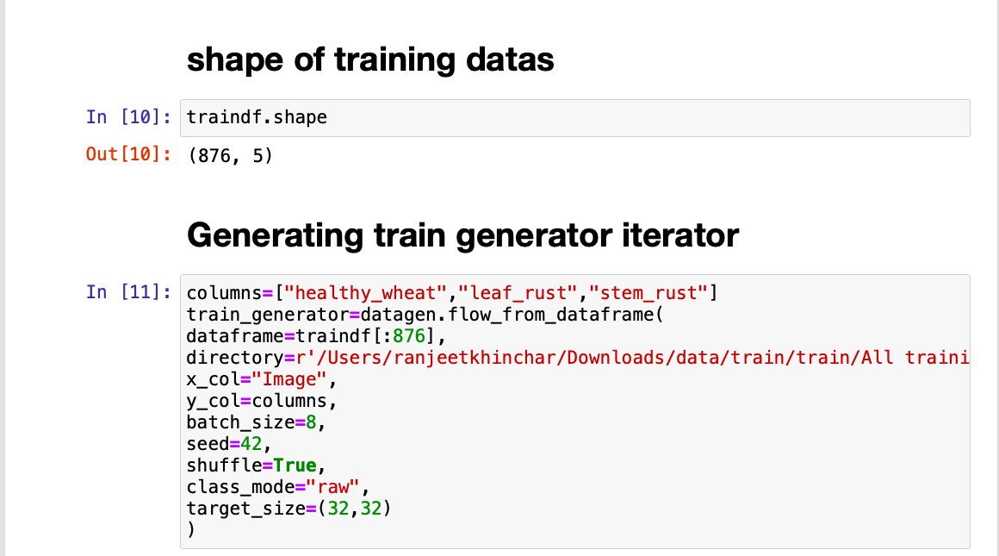 shape of training datas
In [10]: traindf.shape
Out[10]: (876, 5)
Generating train generator iterator
In [11]: columns=["healthy_wheat","leaf_rust","stem_rust"]
train_generator=datagen.flow_from_dataframe(
dataframe=traindf[:876],
directory=r'/Users/ranjeetkhinchar/Downloads/data/train/train/All traini
x_col="Image",
y_col=columns,
batch_size=8,
seed=42,
shuffle=True,
class_mode="raw",
target_size=(32,32)
)